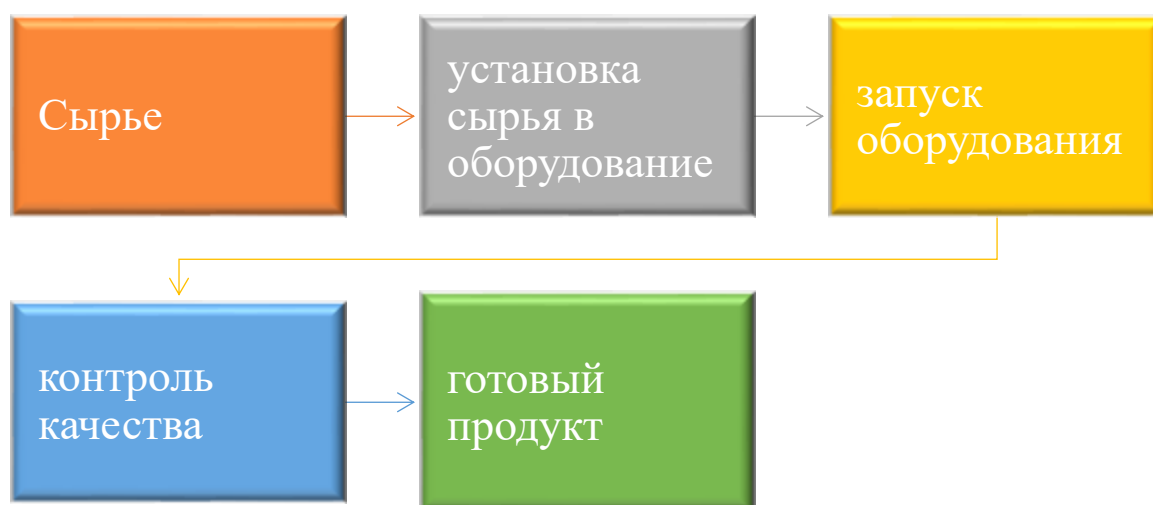 Сырье
установка
сырья в
оборудование
запуск
оборудования
контроль
качества
готовый
продукт